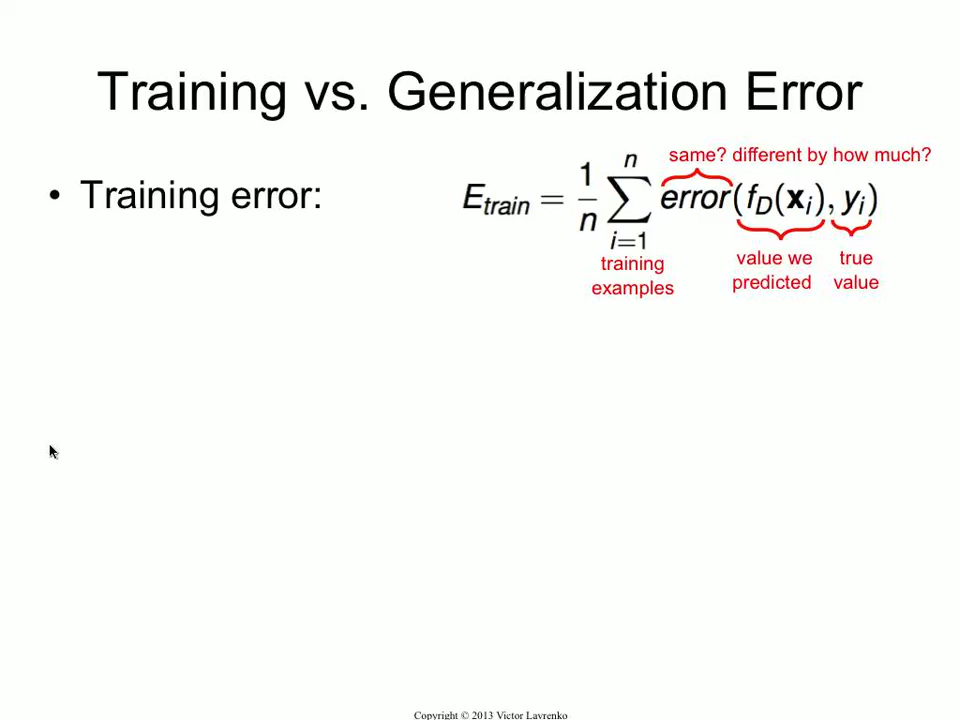 Training vs. Generalization Error
same? different by how much?
• Training error: E_train = 1/n ∑_{i=1}^{n} error(f_D(x_i), y_i)
training examples
value we predicted
true value
Copyright © 2013 Victor Lavrenko